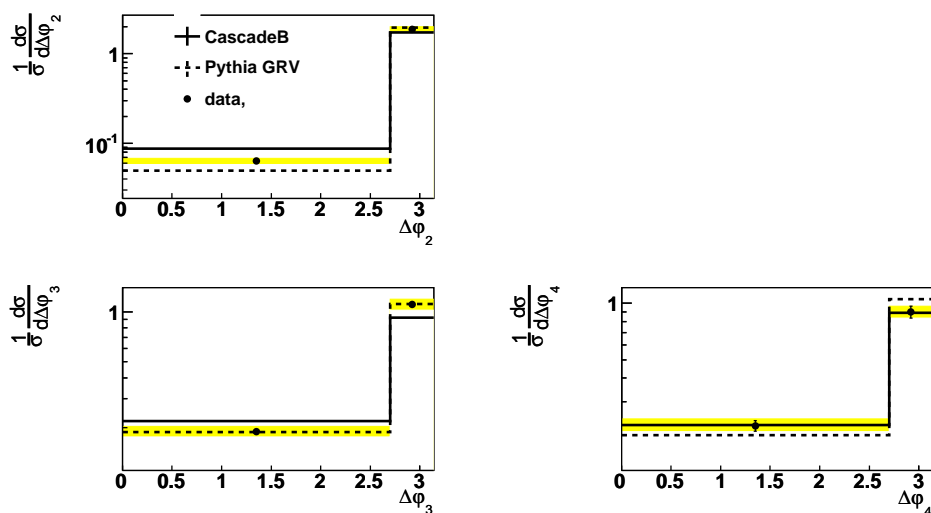 1/σ dσ/dΔφ₂
1
10⁻¹
CascadeB
Pythia GRV
data,
0 0.5 1 1.5 2 2.5 3
Δφ₂
1/σ dσ/dΔφ₃
1
0 0.5 1 1.5 2 2.5 3
Δφ₃
1/σ dσ/dΔφ₄
1
0 0.5 1 1.5 2 2.5 3
Δφ₄